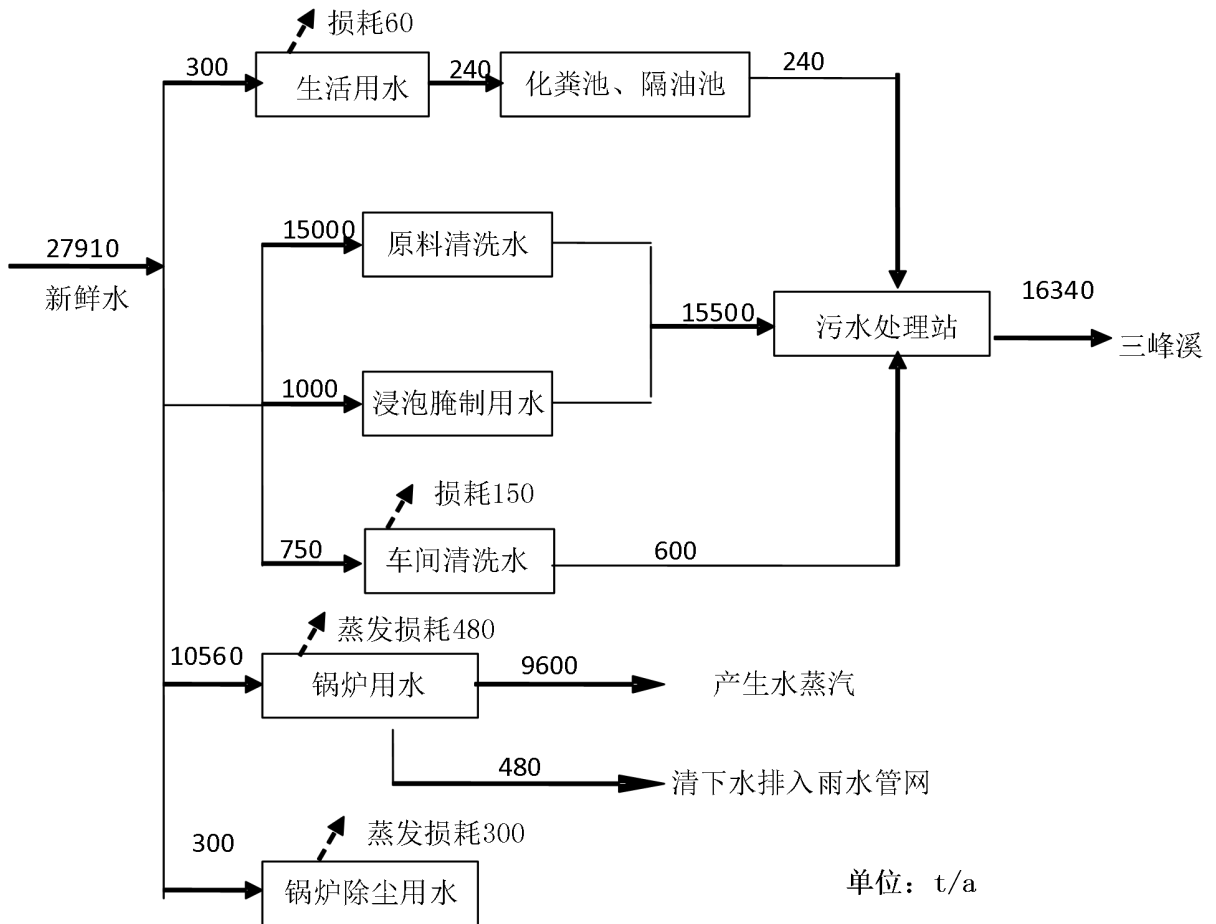 损耗60
300
生活用水
240
化粪池、隔油池
240
27910
新鲜水
15000
原料清洗水
15500
污水处理站
16340
三峰溪
1000
浸泡腌制用水
损耗150
750
车间清洗水
600
蒸发损耗480
10560
锅炉用水
9600
产生水蒸汽
480
清下水排入雨水管网
蒸发损耗300
300
锅炉除尘用水
单位：t/a